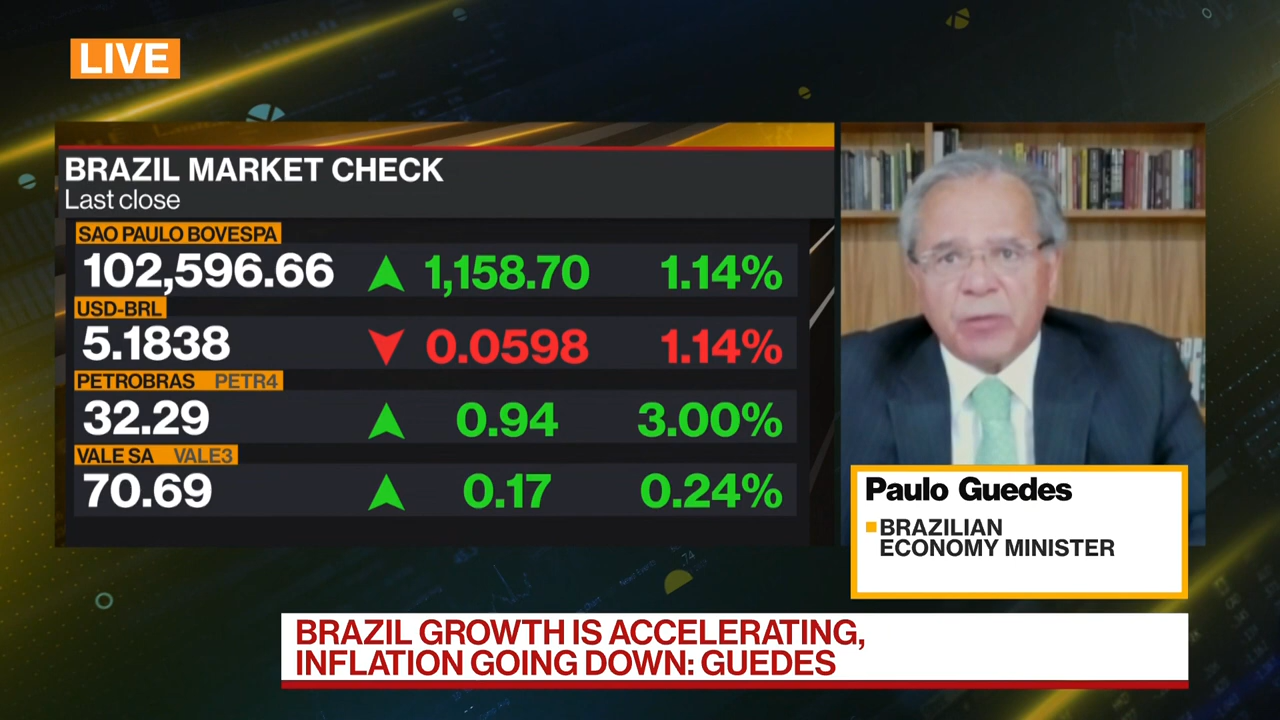 LIVE
BRAZIL MARKET CHECK
Last close
SAO PAULO BOVESPA
102,596.66 ▲ 1,158.70 1.14%
USD-BRL
5.1838 ▼ 0.0598 1.14%
PETROBRAS PETR4
32.29 ▲ 0.94 3.00%
VALE SA VALE3
70.69 ▲ 0.17 0.24%
Paulo Guedes
BRAZILIAN
ECONOMY MINISTER
BRAZIL GROWTH IS ACCELERATING,
INFLATION GOING DOWN: GUEDES